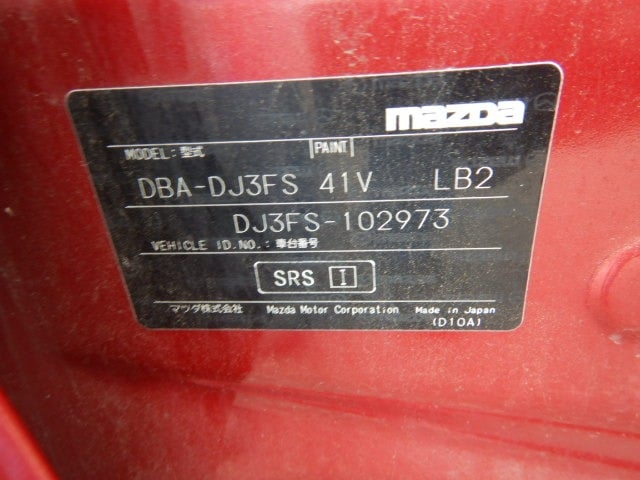 mazda
MODEL: 型式 PAINT
DBA-DJ3FS 41V LB2
DJ3FS-102973
VEHICLE I.D.NO.: 車台番号
SRS I
マツダ株式会社 Mazda Motor Corporation Made in Japan
(D10A)